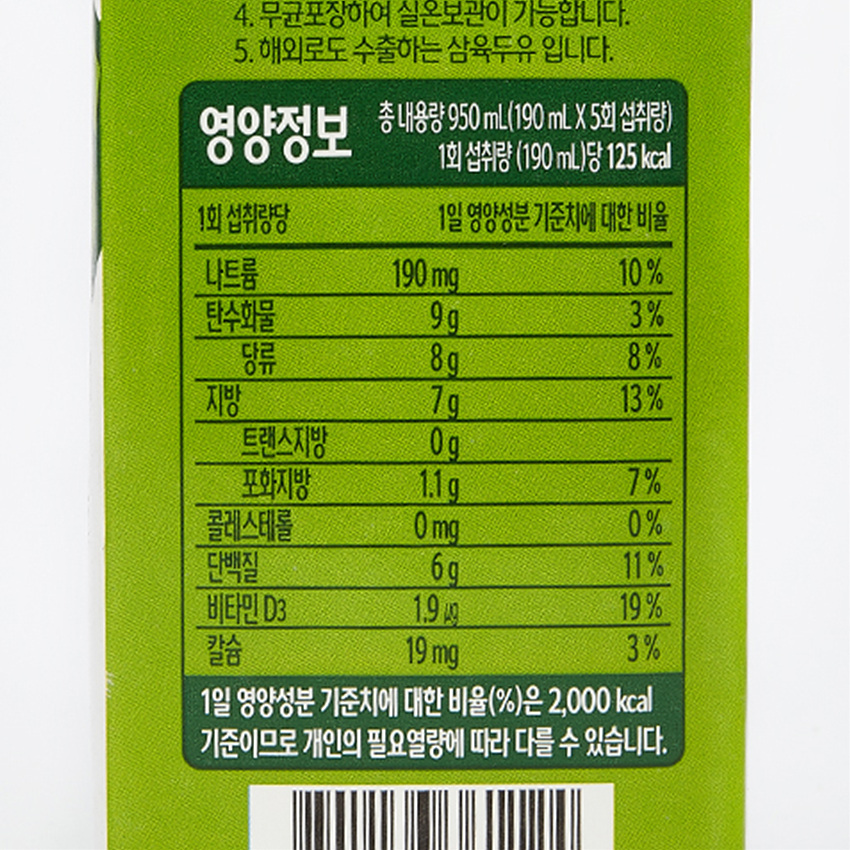 4. 무균포장하여 실온보관이 가능합니다.
5. 해외로도 수출하는 삼육두유 입니다.
영양정보
총 내용량 950 mL(190 mL X 5회 섭취량)
1회 섭취량 (190 mL)당 125 kcal
1회 섭취량당 1일 영양성분 기준치에 대한 비율
나트륨 190 mg 10 %
탄수화물 9 g 3 %
당류 8 g 8 %
지방 7 g 13 %
트랜스지방 0 g
포화지방 1.1 g 7 %
콜레스테롤 0 mg 0 %
단백질 6 g 11 %
비타민 D3 1.9 ㎍ 19 %
칼슘 19 mg 3 %
1일 영양성분 기준치에 대한 비율(%)은 2,000 kcal
기준이므로 개인의 필요열량에 따라 다를 수 있습니다.